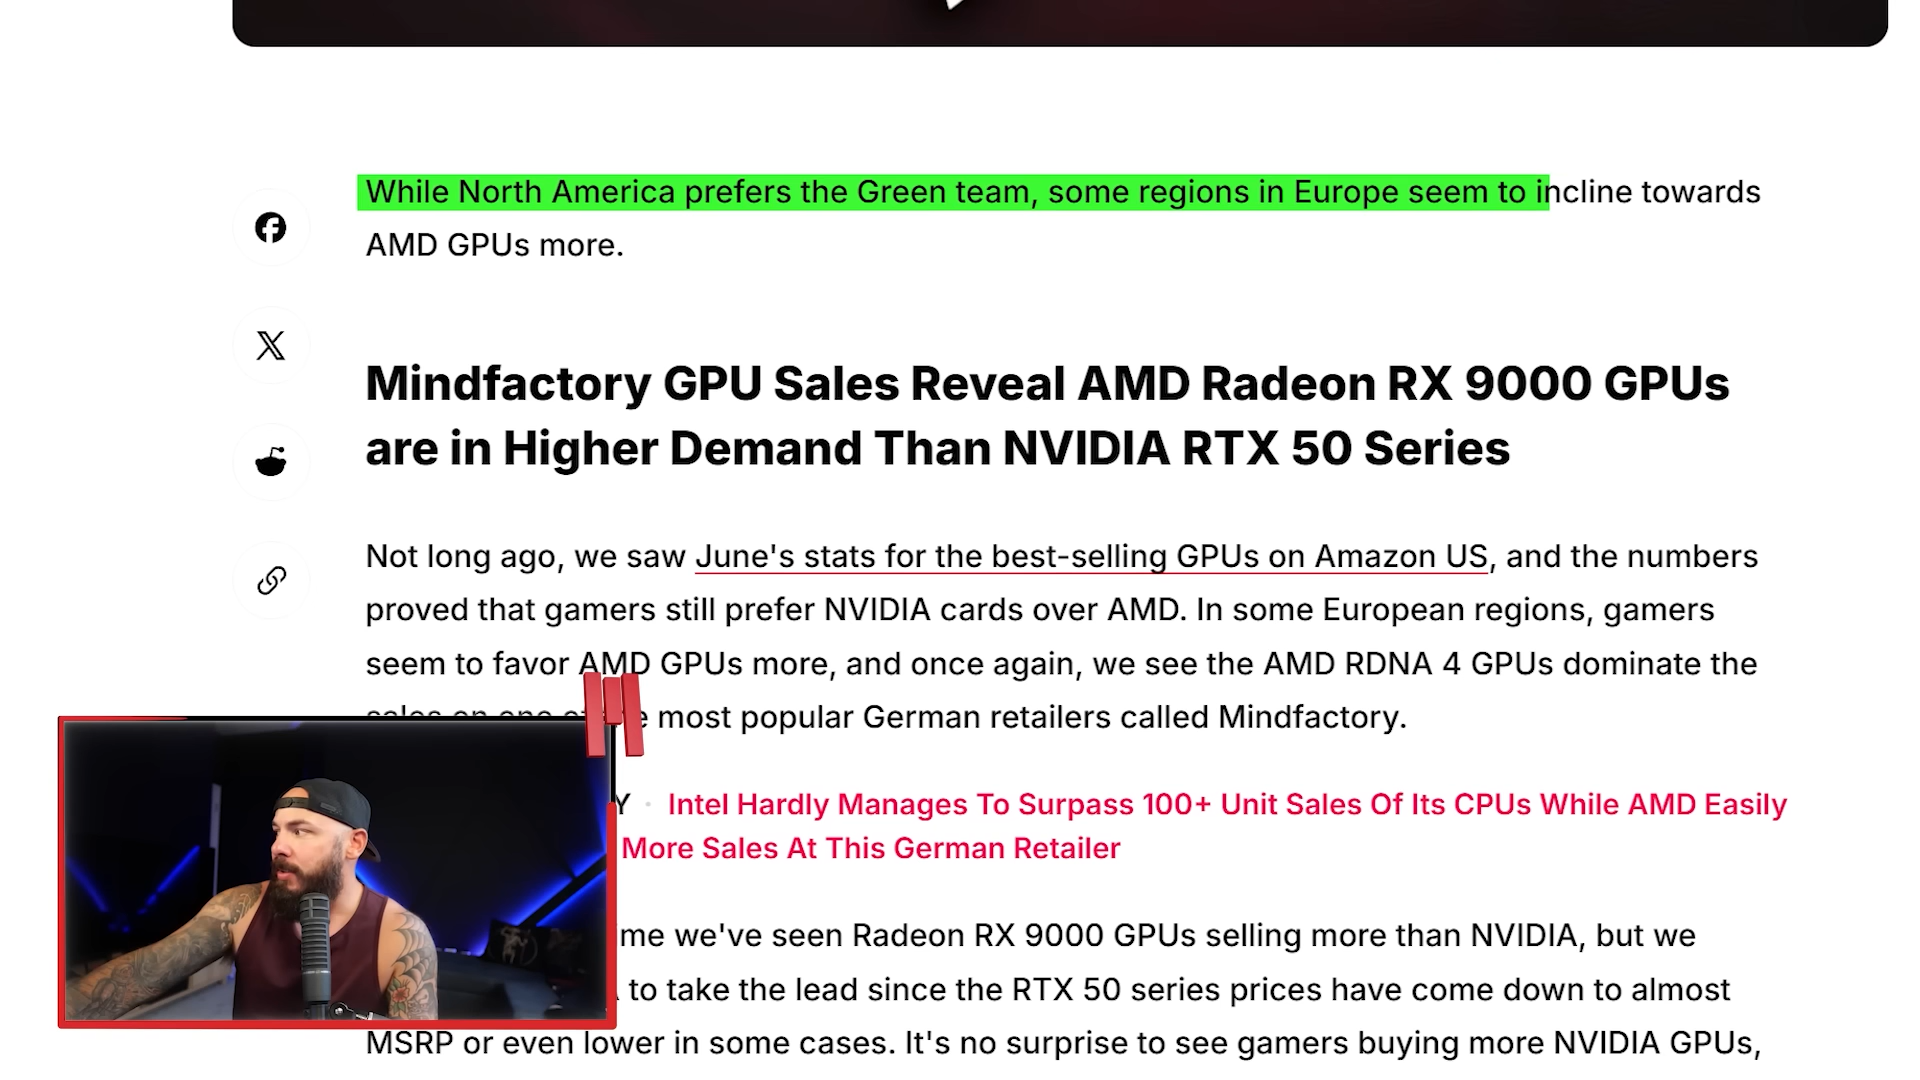 While North America prefers the Green team, some regions in Europe seem to incline towards
AMD GPUs more.
Mindfactory GPU Sales Reveal AMD Radeon RX 9000 GPUs
are in Higher Demand Than NVIDIA RTX 50 Series
Not long ago, we saw June's stats for the best-selling GPUs on Amazon US, and the numbers
proved that gamers still prefer NVIDIA cards over AMD. In some European regions, gamers
seem to favor AMD GPUs more, and once again, we see the AMD RDNA 4 GPUs dominate the
sales on one most popular German retailers called Mindfactory.
Y · Intel Hardly Manages To Surpass 100+ Unit Sales Of Its CPUs While AMD Easily
More Sales At This German Retailer
me we've seen Radeon RX 9000 GPUs selling more than NVIDIA, but we
to take the lead since the RTX 50 series prices have come down to almost
MSRP or even lower in some cases. It's no surprise to see gamers buying more NVIDIA GPUs,